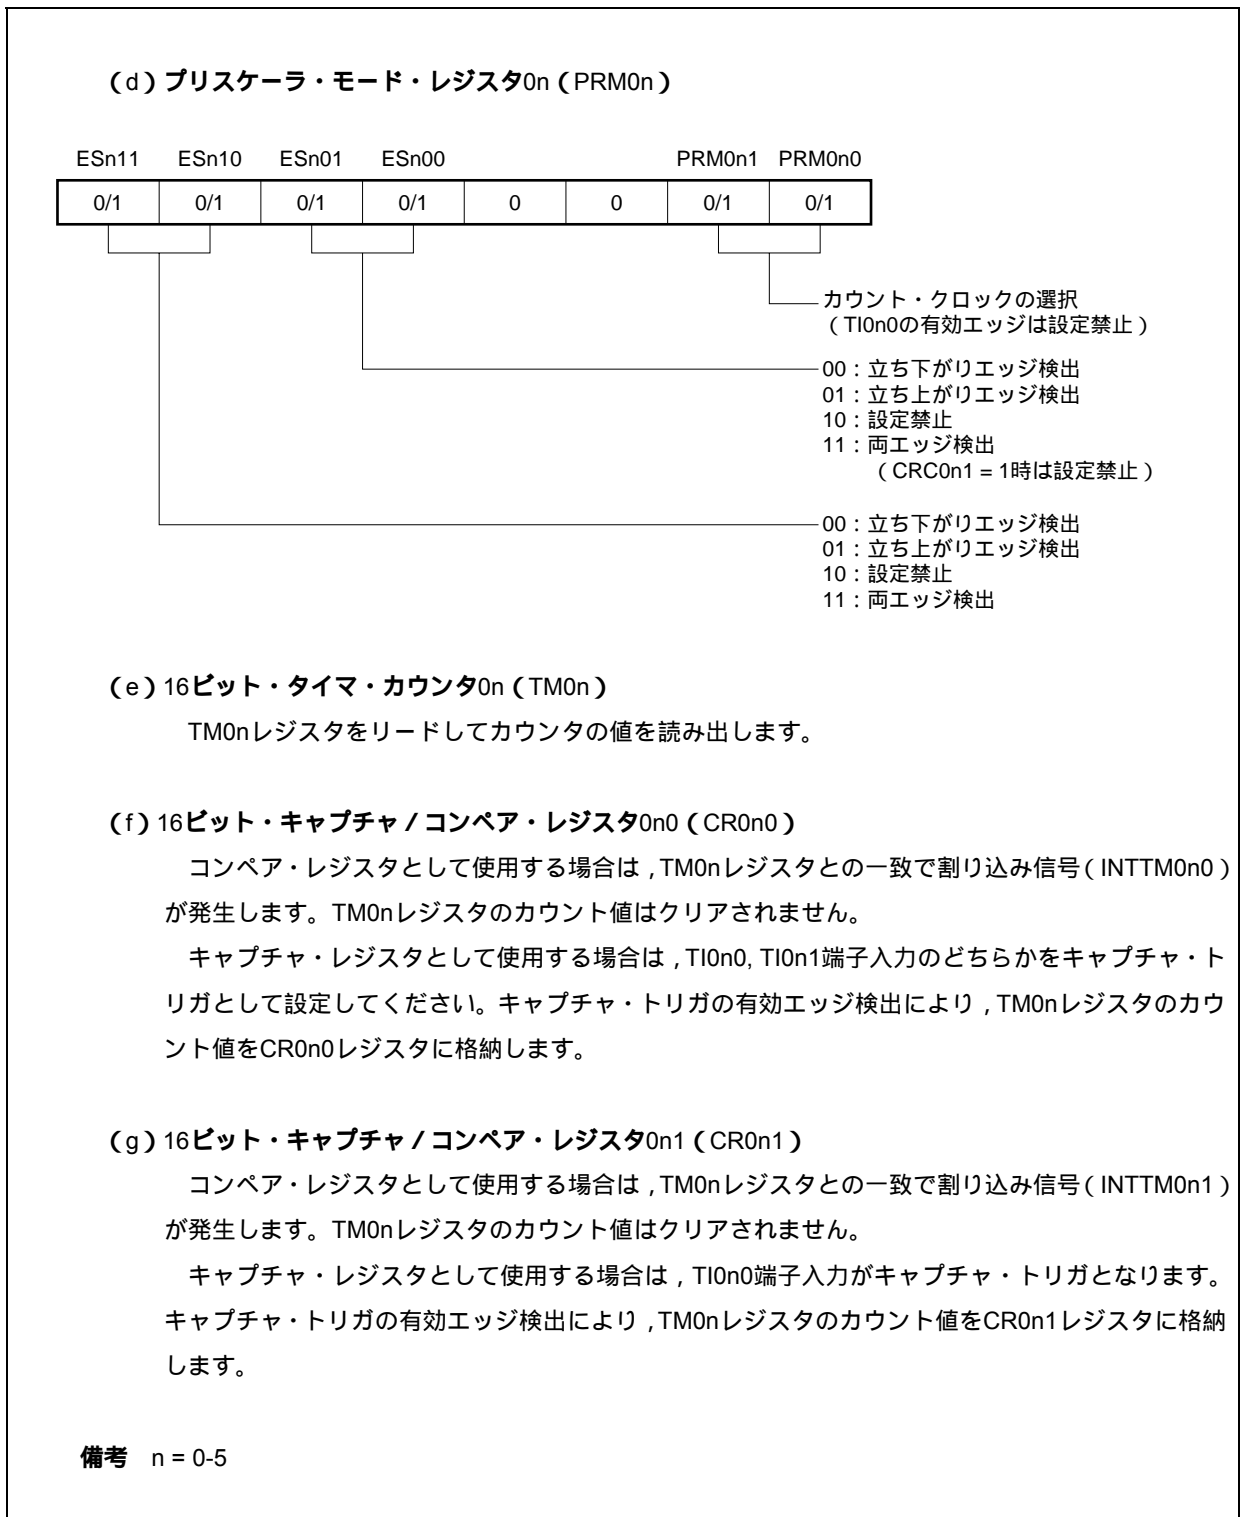 （d）プリスケーラ・モード・レジスタ0n（PRM0n）
ESn11 ESn10 ESn01 ESn00 PRM0n1 PRM0n0
0/1 0/1 0/1 0/1 0 0 0/1 0/1
カウント・クロックの選択
（TI0n0の有効エッジは設定禁止）
00：立ち下がりエッジ検出
01：立ち上がりエッジ検出
10：設定禁止
11：両エッジ検出
（CRC0n1 = 1時は設定禁止）
00：立ち下がりエッジ検出
01：立ち上がりエッジ検出
10：設定禁止
11：両エッジ検出
（e）16ビット・タイマ・カウンタ0n（TM0n）
TM0nレジスタをリードしてカウンタの値を読み出します。
（f）16ビット・キャプチャ／コンペア・レジスタ0n0（CR0n0）
コンペア・レジスタとして使用する場合は，TM0nレジスタとの一致で割り込み信号（INTTM0n0）
が発生します。TM0nレジスタのカウント値はクリアされません。
キャプチャ・レジスタとして使用する場合は，TI0n0, TI0n1端子入力のどちらかをキャプチャ・ト
リガとして設定してください。キャプチャ・トリガの有効エッジ検出により，TM0nレジスタのカウ
ント値をCR0n0レジスタに格納します。
（g）16ビット・キャプチャ／コンペア・レジスタ0n1（CR0n1）
コンペア・レジスタとして使用する場合は，TM0nレジスタとの一致で割り込み信号（INTTM0n1）
が発生します。TM0nレジスタのカウント値はクリアされません。
キャプチャ・レジスタとして使用する場合は，TI0n0端子入力がキャプチャ・トリガとなります。
キャプチャ・トリガの有効エッジ検出により，TM0nレジスタのカウント値をCR0n1レジスタに格納
します。
備考 n = 0-5